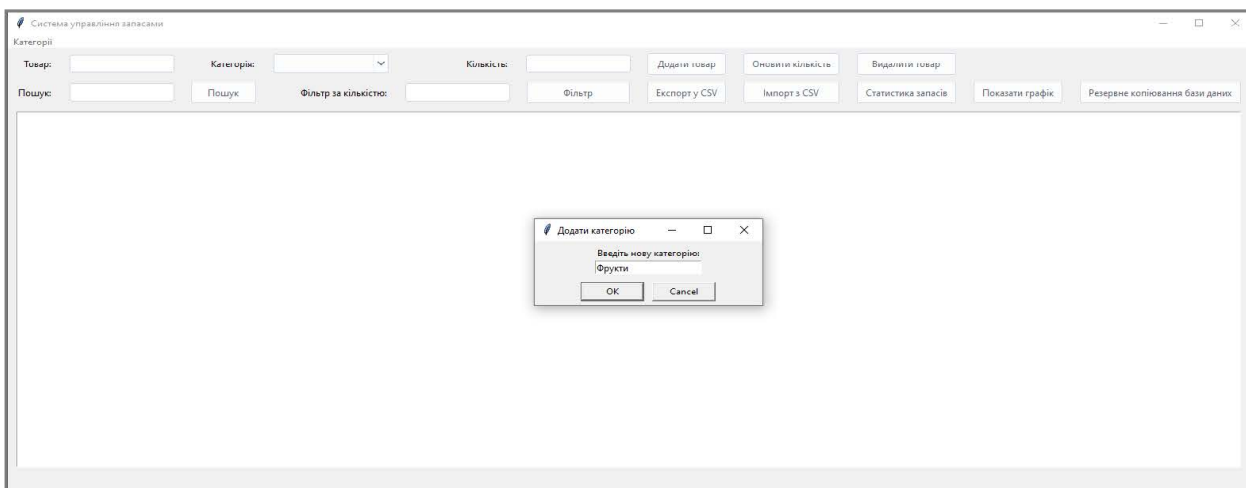 Система управління запасами
Категорії
Товар: Категорія: Кількість: Додати товар Оновити кількість Видалити товар
Пошук: Пошук Фільтр за кількістю: Фільтр Експорт у CSV Імпорт з CSV Статистика запасів Показати графік Резервне копіювання бази даних
Додати категорію
Введіть нову категорію:
Фрукти
OK Cancel